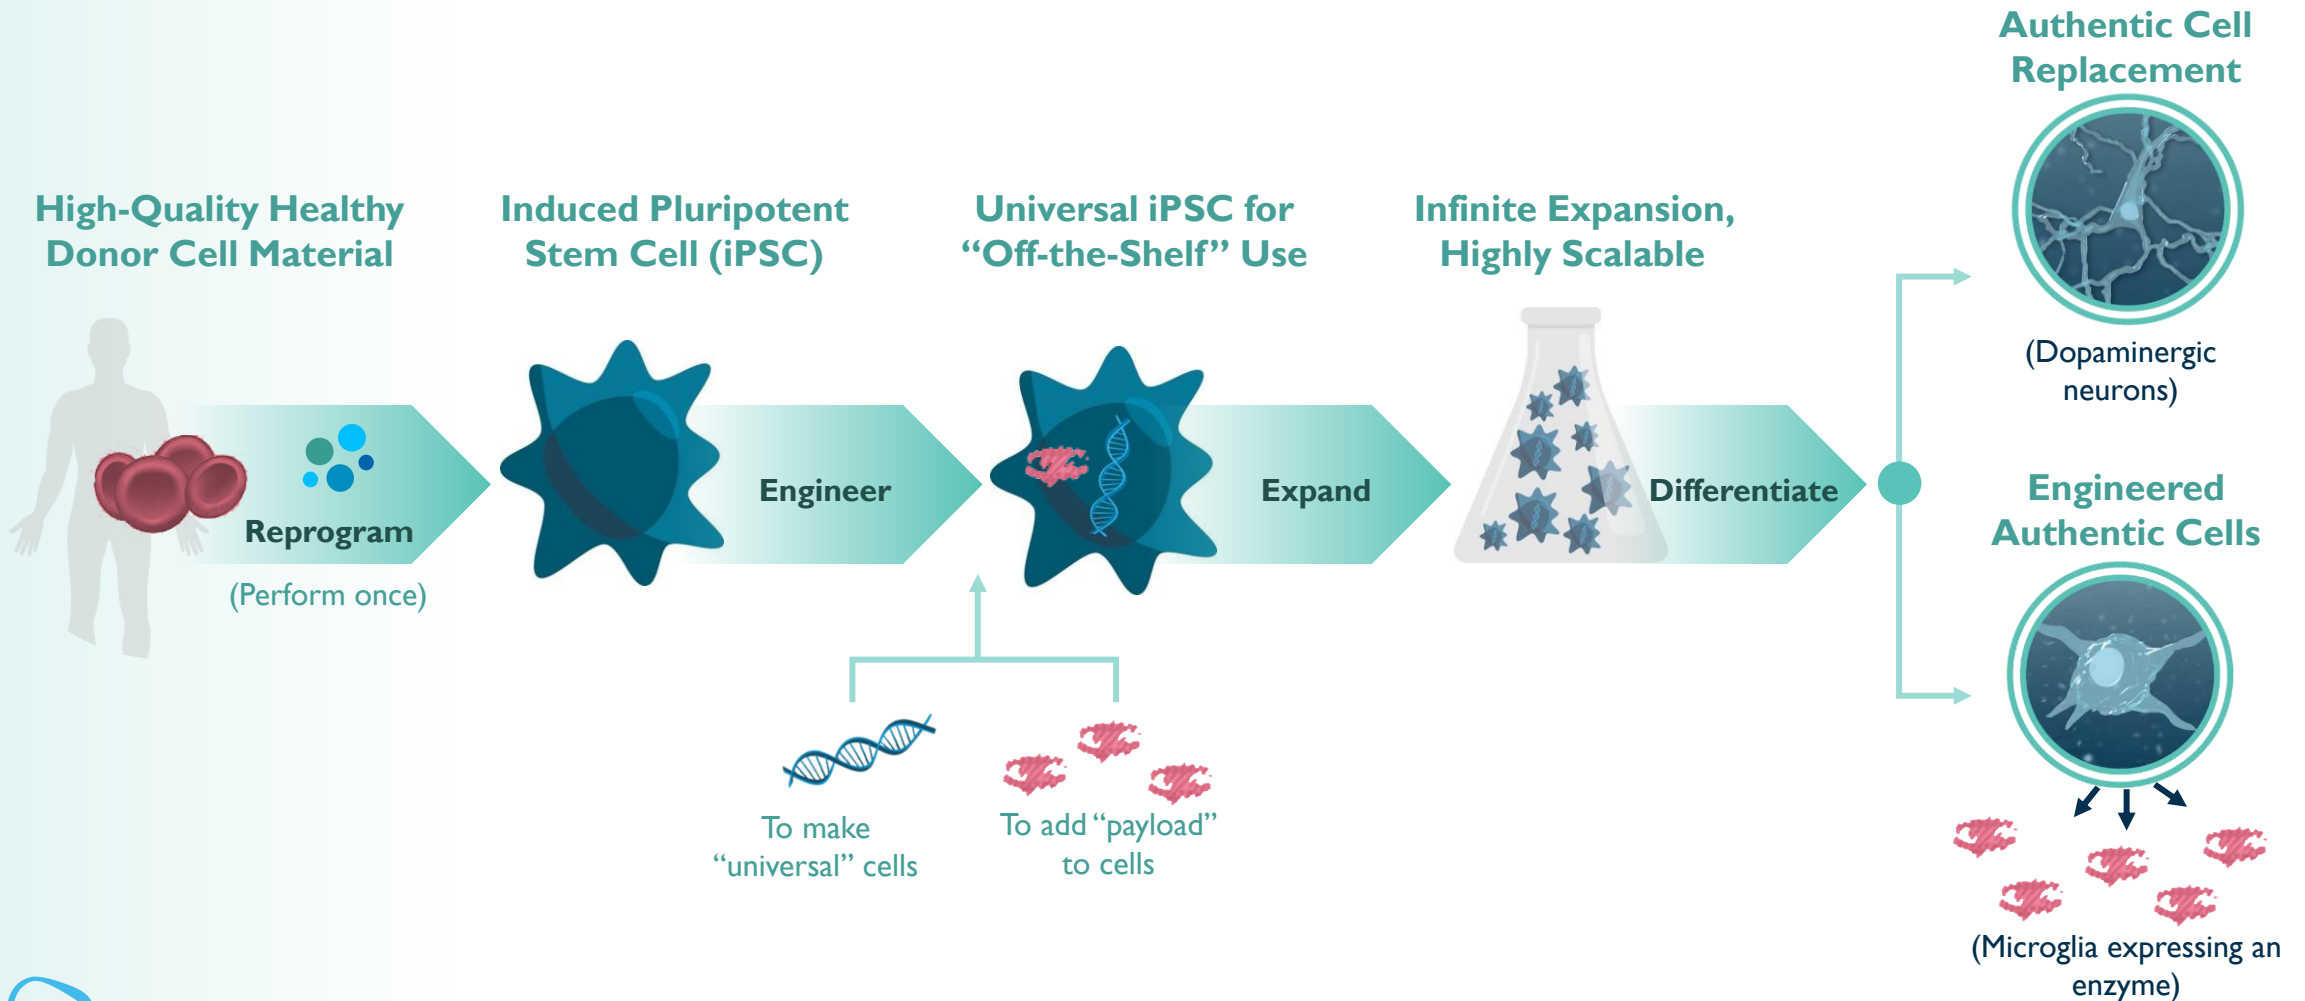 High-Quality Healthy
Donor Cell Material
Reprogram
(Perform once)
Induced Pluripotent
Stem Cell (iPSC)
Engineer
To make
“universal” cells
To add “payload”
to cells
Universal iPSC for
“Off-the-Shelf” Use
Expand
Infinite Expansion,
Highly Scalable
Differentiate
Authentic Cell
Replacement
(Dopaminergic
neurons)
Engineered
Authentic Cells
(Microglia expressing an
enzyme)